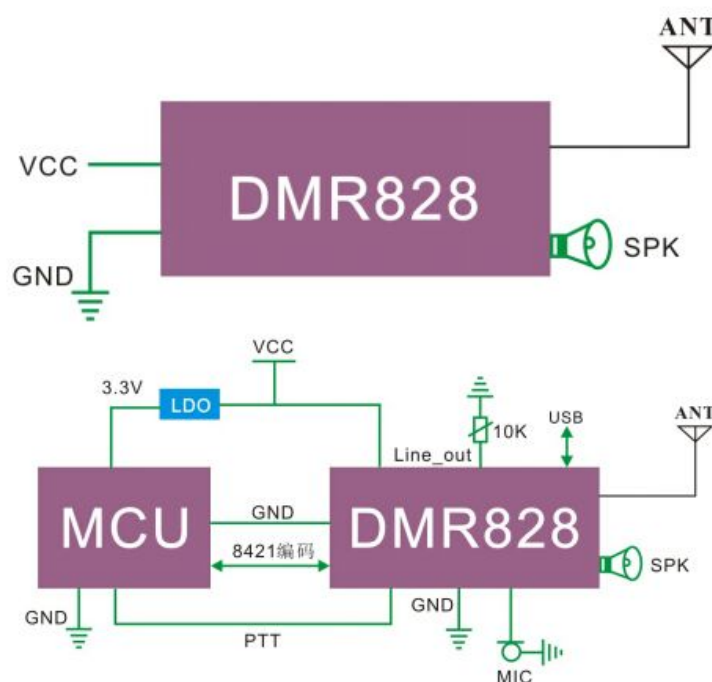 ANT
VCC
DMR828
SPK
GND
VCC
3.3V
LDO
10K
USB
ANT
Line_out
MCU
GND
DMR828
8421编码
SPK
GND
GND
PTT
MIC